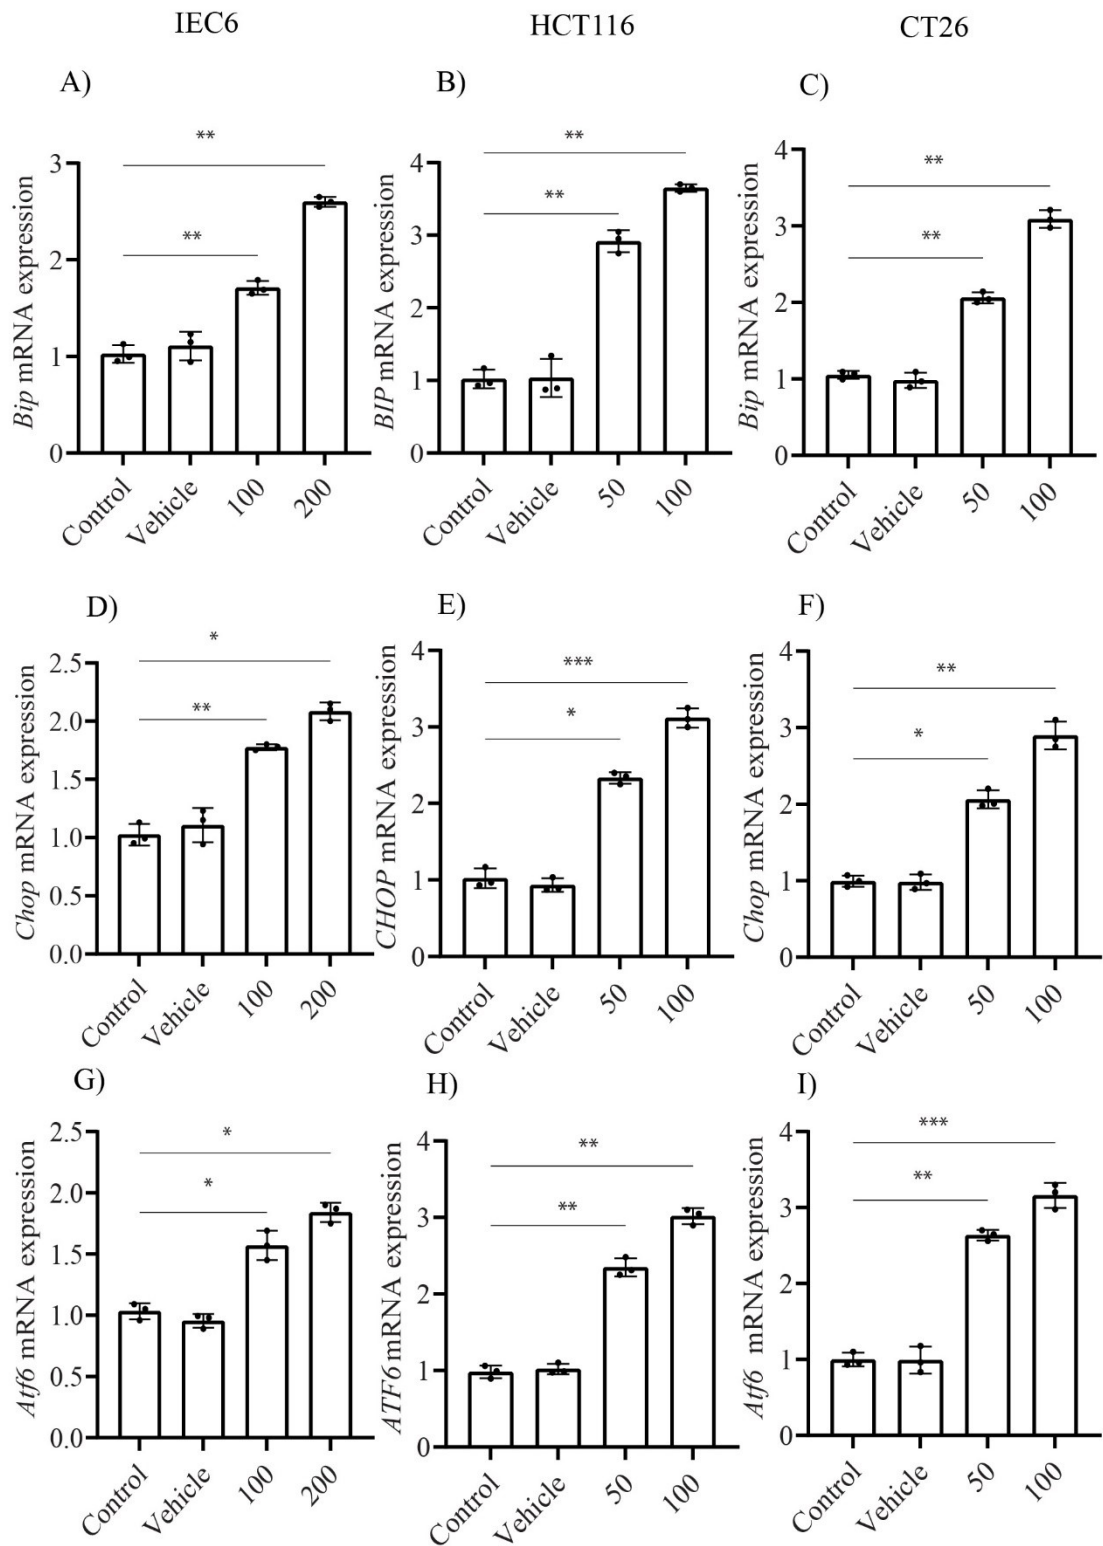 IEC6
HCT116
CT26
A)
Bip mRNA expression
3
2
1
0
**
**
Control
Vehicle
100
200
B)
BIP mRNA expression
4
3
2
1
0
**
**
Control
Vehicle
50
100
C)
Bip mRNA expression
4
3
2
1
0
**
**
Control
Vehicle
50
100
D)
Chop mRNA expression
2.5
2.0
1.5
1.0
0.5
0.0
*
**
Control
Vehicle
100
200
E)
CHOP mRNA expression
4
3
2
1
0
***
*
Control
Vehicle
50
100
F)
Chop mRNA expression
4
3
2
1
0
**
*
Control
Vehicle
50
100
G)
Atf6 mRNA expression
2.5
2.0
1.5
1.0
0.5
0.0
*
*
Control
Vehicle
100
200
H)
ATF6 mRNA expression
4
3
2
1
0
**
**
Control
Vehicle
50
100
I)
Atf6 mRNA expression
4
3
2
1
0
***
**
Control
Vehicle
50
100